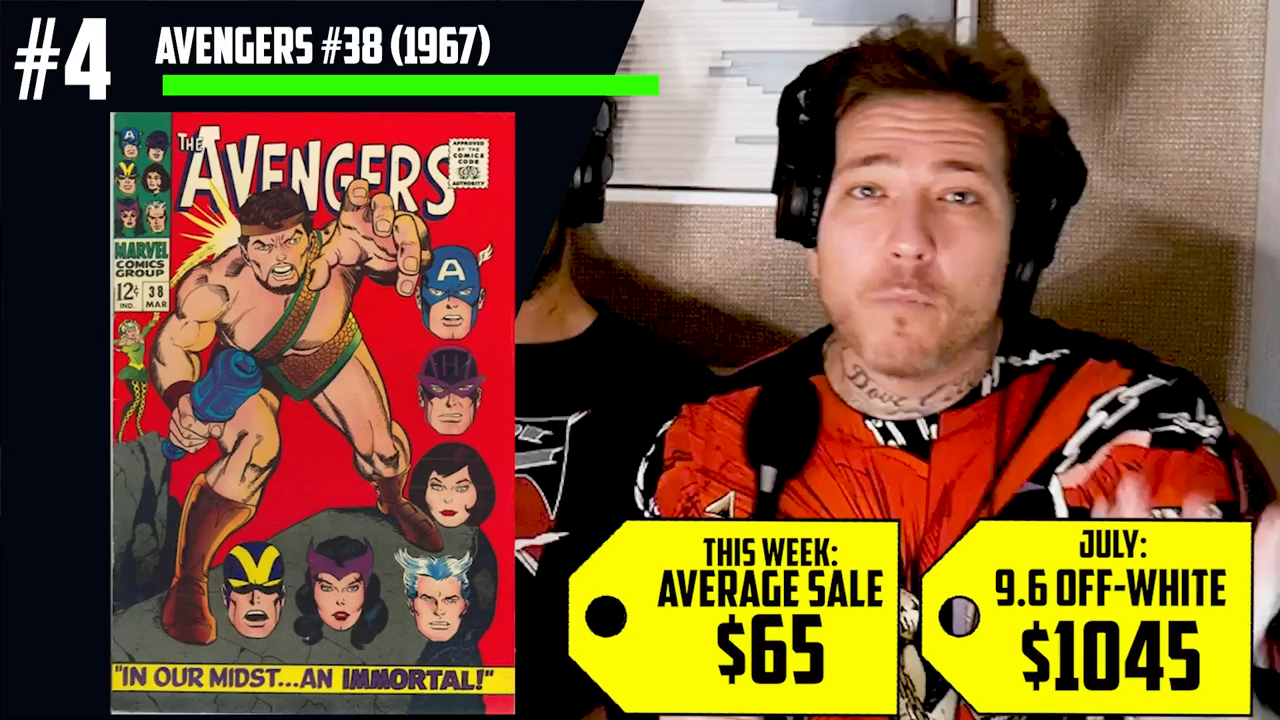 #4
AVENGERS #38 (1967)
THE
AVENGERS
APPROVED
BY THE
COMICS
CODE
AUTHORITY
A
MARVEL
COMICS
GROUP
12¢
IND.
38
MAR
A
H
"IN OUR MIDST...AN IMMORTAL!"
Dove
THIS WEEK:
AVERAGE SALE
$65
JULY:
9.6 OFF-WHITE
$1045